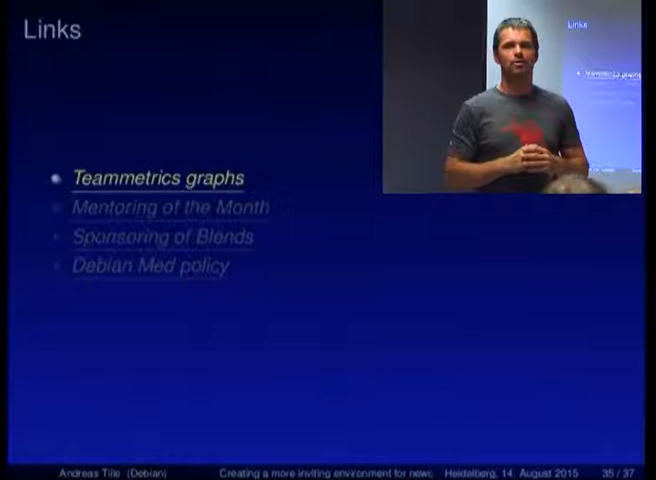 Links
Links
Teammetrics graphs
Mentoring of the Month
Sponsoring of Blends
Debian Med policy
Andreas Tille (Debian) Creating a more inviting environment for newc Heidelberg, 14. August 2015 35 / 37